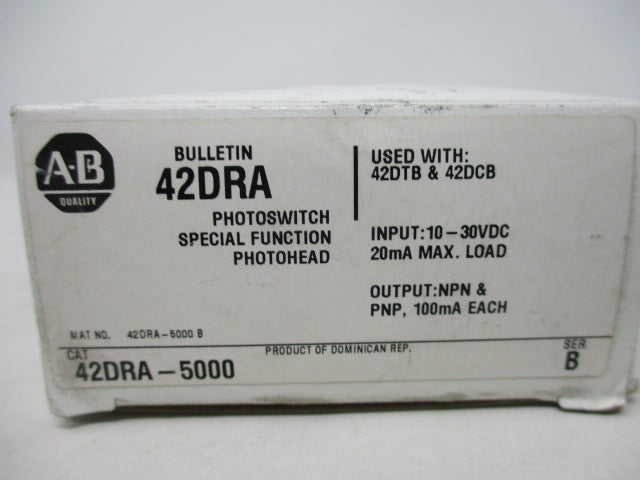 A-B
QUALITY
BULLETIN
42DRA
PHOTOSWITCH
SPECIAL FUNCTION
PHOTOHEAD
USED WITH:
42DTB & 42DCB
INPUT:10-30VDC
20mA MAX. LOAD
OUTPUT:NPN &
PNP, 100mA EACH
MAT NO. 42DRA-5000 B
CAT
42DRA-5000
PRODUCT OF DOMINICAN REP.
SER
B